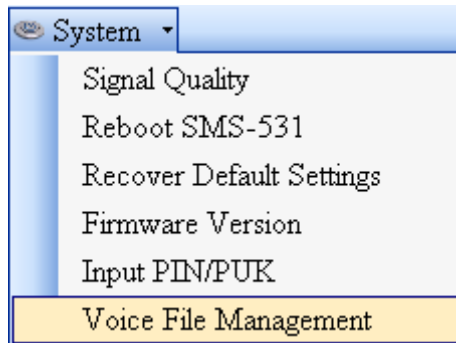 System
Signal Quality
Reboot SMS-531
Recover Default Settings
Firmware Version
Input PIN/PUK
Voice File Management